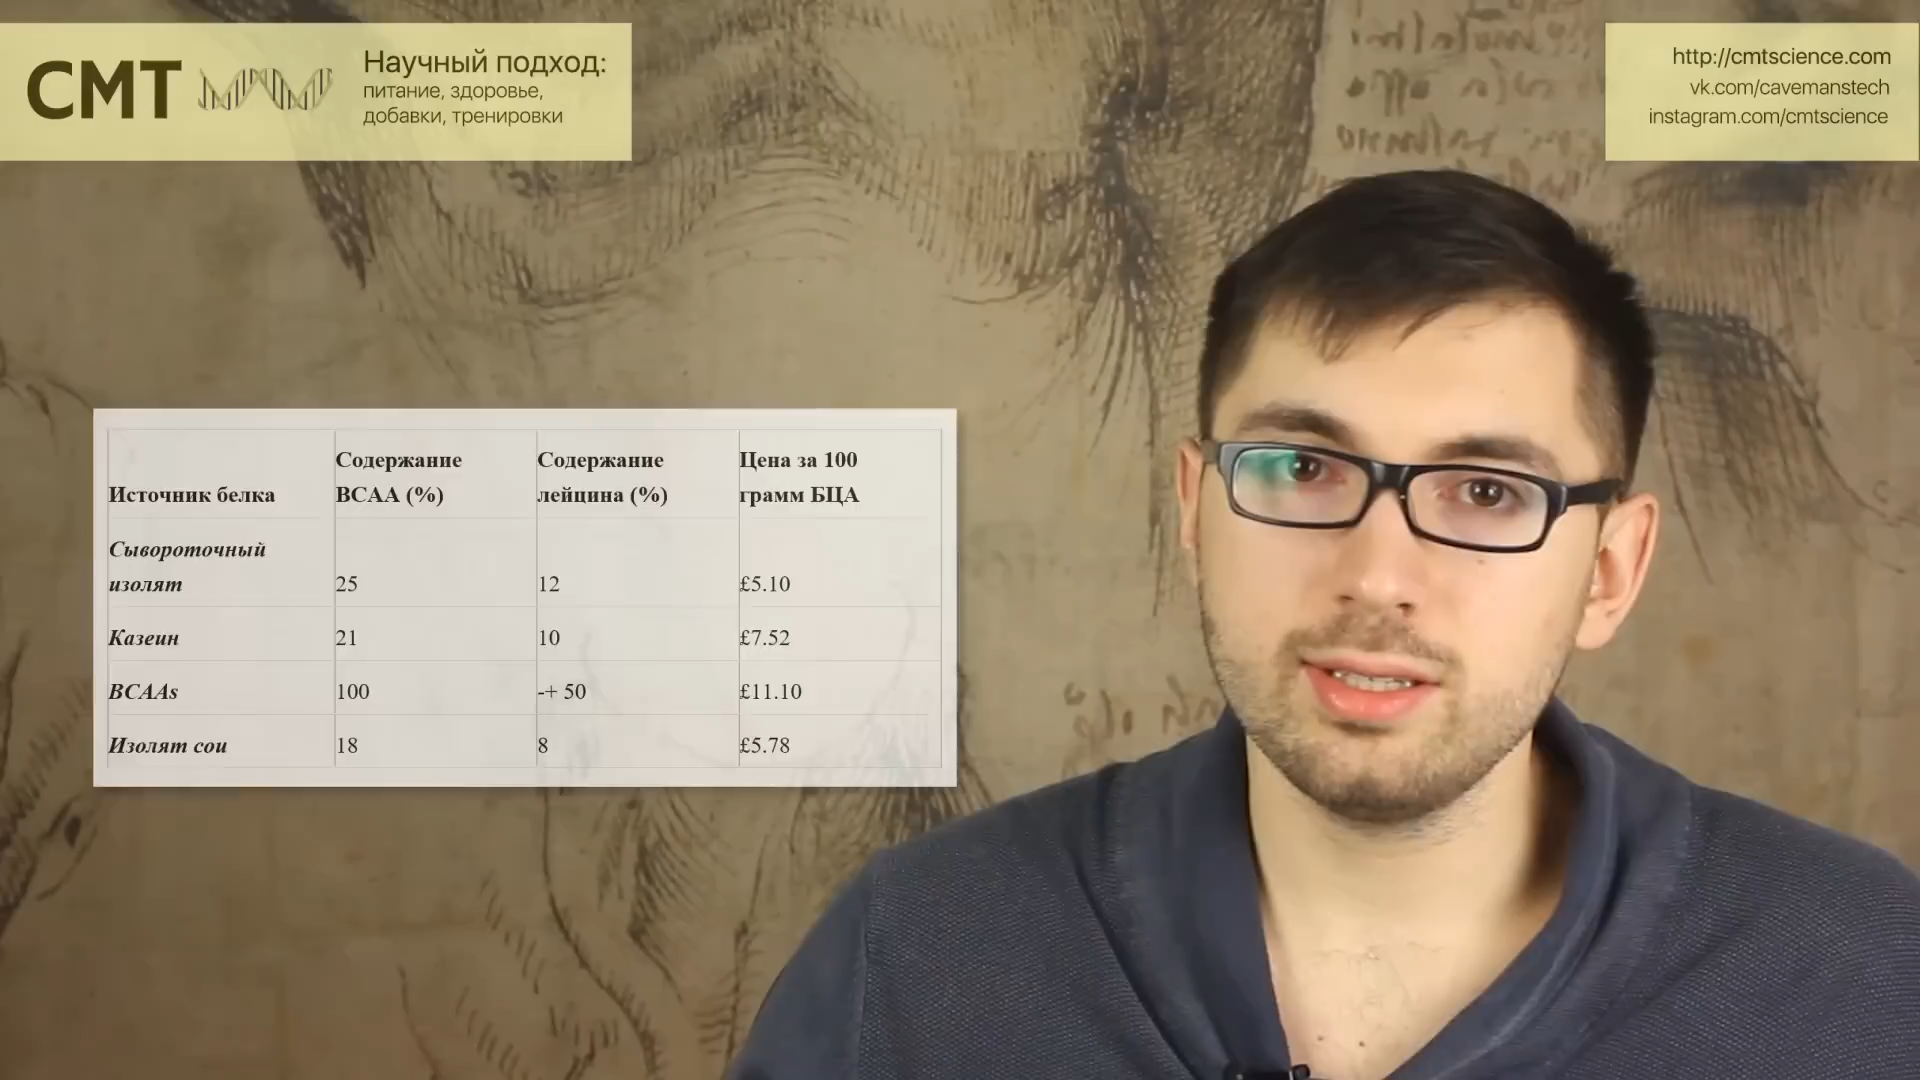 CMT
Научный подход:
питание, здоровье,
добавки, тренировки
http://cmtscience.com
vk.com/cavemanstech
instagram.com/cmtscience
Источник белка
Содержание
BCAA (%)
Содержание
лейцина (%)
Цена за 100
грамм БЦА
Сывороточный
изолят
25
12
£5.10
Казеин
21
10
£7.52
BCAAs
100
-+ 50
£11.10
Изолят сои
18
8
£5.78